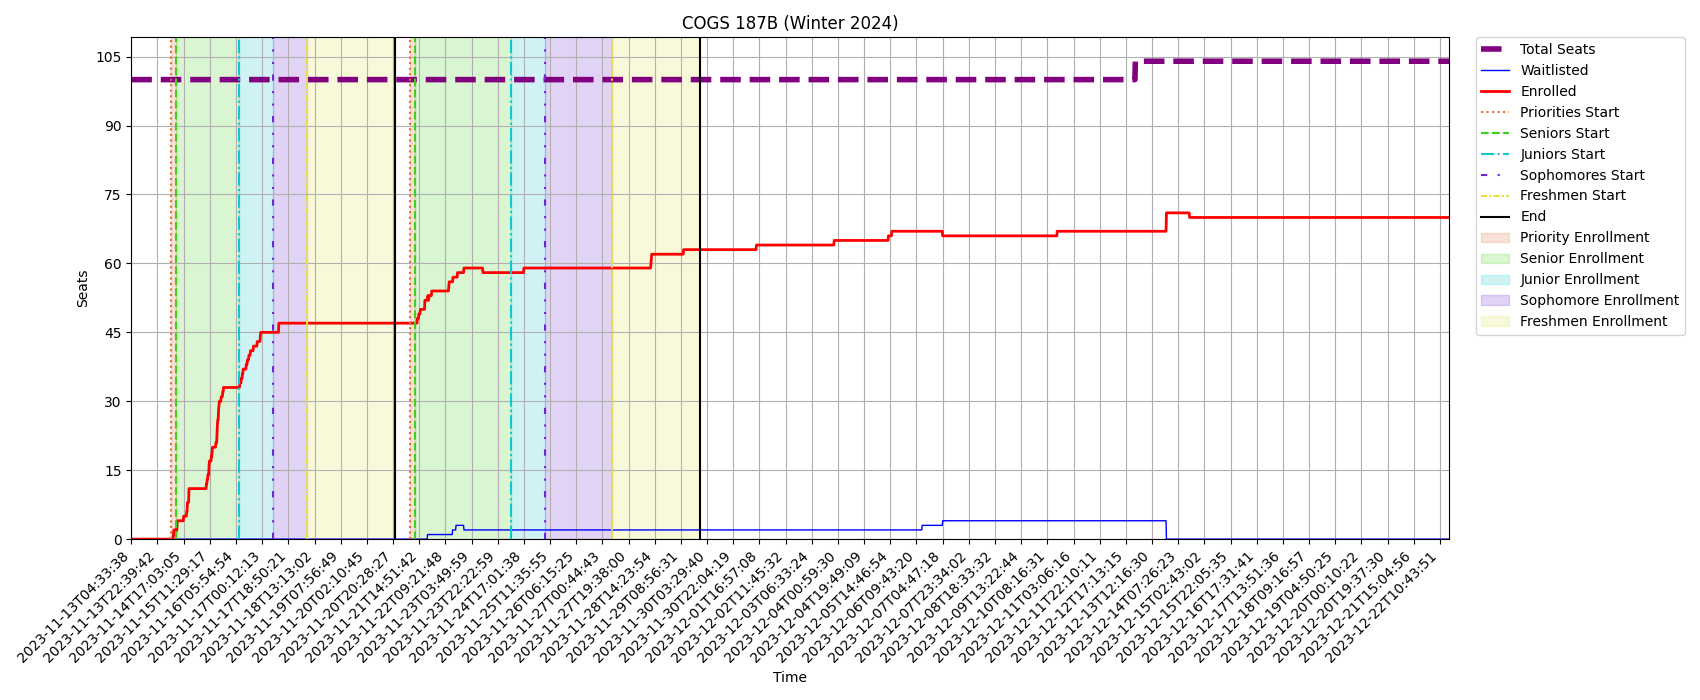 COGS 187B (Winter 2024)
105
90
75
60
45
30
15
0
Seats
2023-11-13T04:33:38
2023-11-13T22:39:42
2023-11-14T17:03:05
2023-11-15T11:29:17
2023-11-16T05:54:54
2023-11-17T00:12:13
2023-11-17T18:50:21
2023-11-18T13:13:02
2023-11-19T07:56:49
2023-11-20T02:10:45
2023-11-20T20:28:27
2023-11-21T14:51:42
2023-11-22T09:21:48
2023-11-23T03:49:59
2023-11-23T22:22:59
2023-11-24T17:01:38
2023-11-25T11:35:55
2023-11-26T06:15:23
2023-11-27T00:44:43
2023-11-27T19:38:00
2023-11-28T14:23:54
2023-11-29T08:56:31
2023-11-30T03:29:40
2023-11-30T22:04:19
2023-12-01T16:57:08
2023-12-02T11:45:32
2023-12-03T06:33:24
2023-12-04T00:59:30
2023-12-04T19:49:09
2023-12-05T14:46:54
2023-12-06T09:43:20
2023-12-07T04:47:18
2023-12-07T23:34:02
2023-12-08T18:33:32
2023-12-09T13:22:44
2023-12-10T08:16:31
2023-12-11T03:06:16
2023-12-11T22:10:11
2023-12-12T17:13:15
2023-12-13T12:16:30
2023-12-14T07:26:23
2023-12-15T02:43:02
2023-12-15T22:05:35
2023-12-16T17:31:41
2023-12-17T13:51:36
2023-12-18T09:16:57
2023-12-19T04:50:25
2023-12-20T00:10:22
2023-12-20T19:37:30
2023-12-21T15:04:56
2023-12-22T10:43:51
Time
Total Seats
Waitlisted
Enrolled
Priorities Start
Seniors Start
Juniors Start
Sophomores Start
Freshmen Start
End
Priority Enrollment
Senior Enrollment
Junior Enrollment
Sophomore Enrollment
Freshmen Enrollment